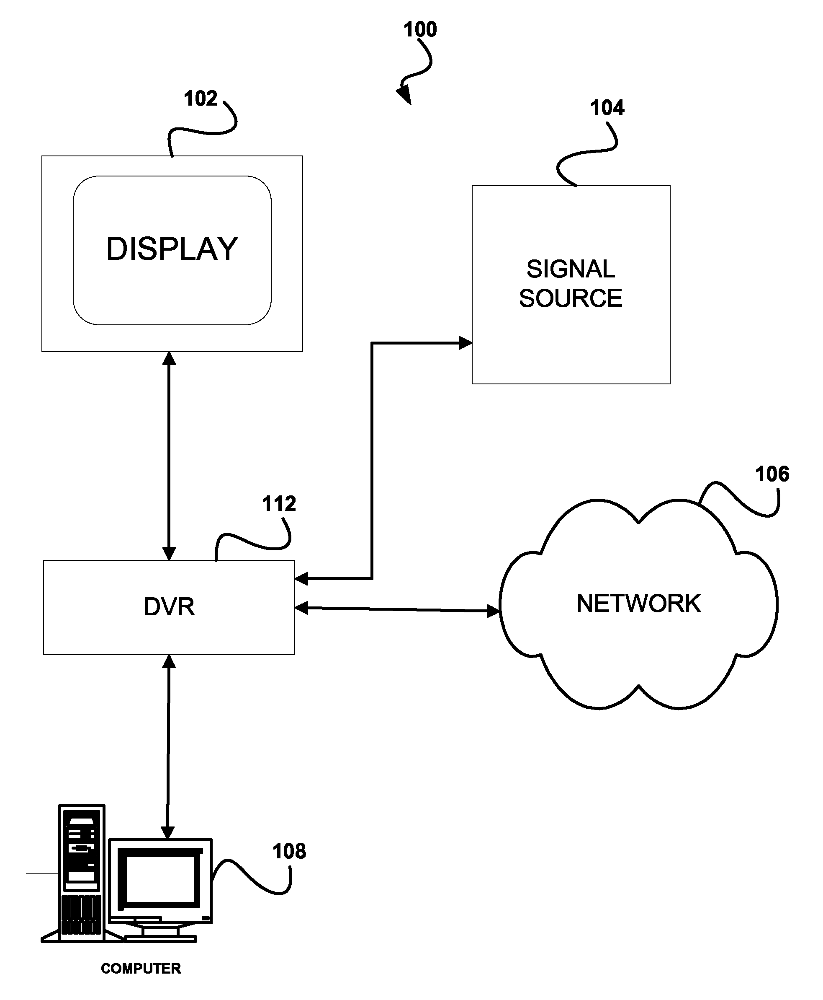 100
102
104
DISPLAY
SIGNAL
SOURCE
106
112
DVR
NETWORK
108
COMPUTER